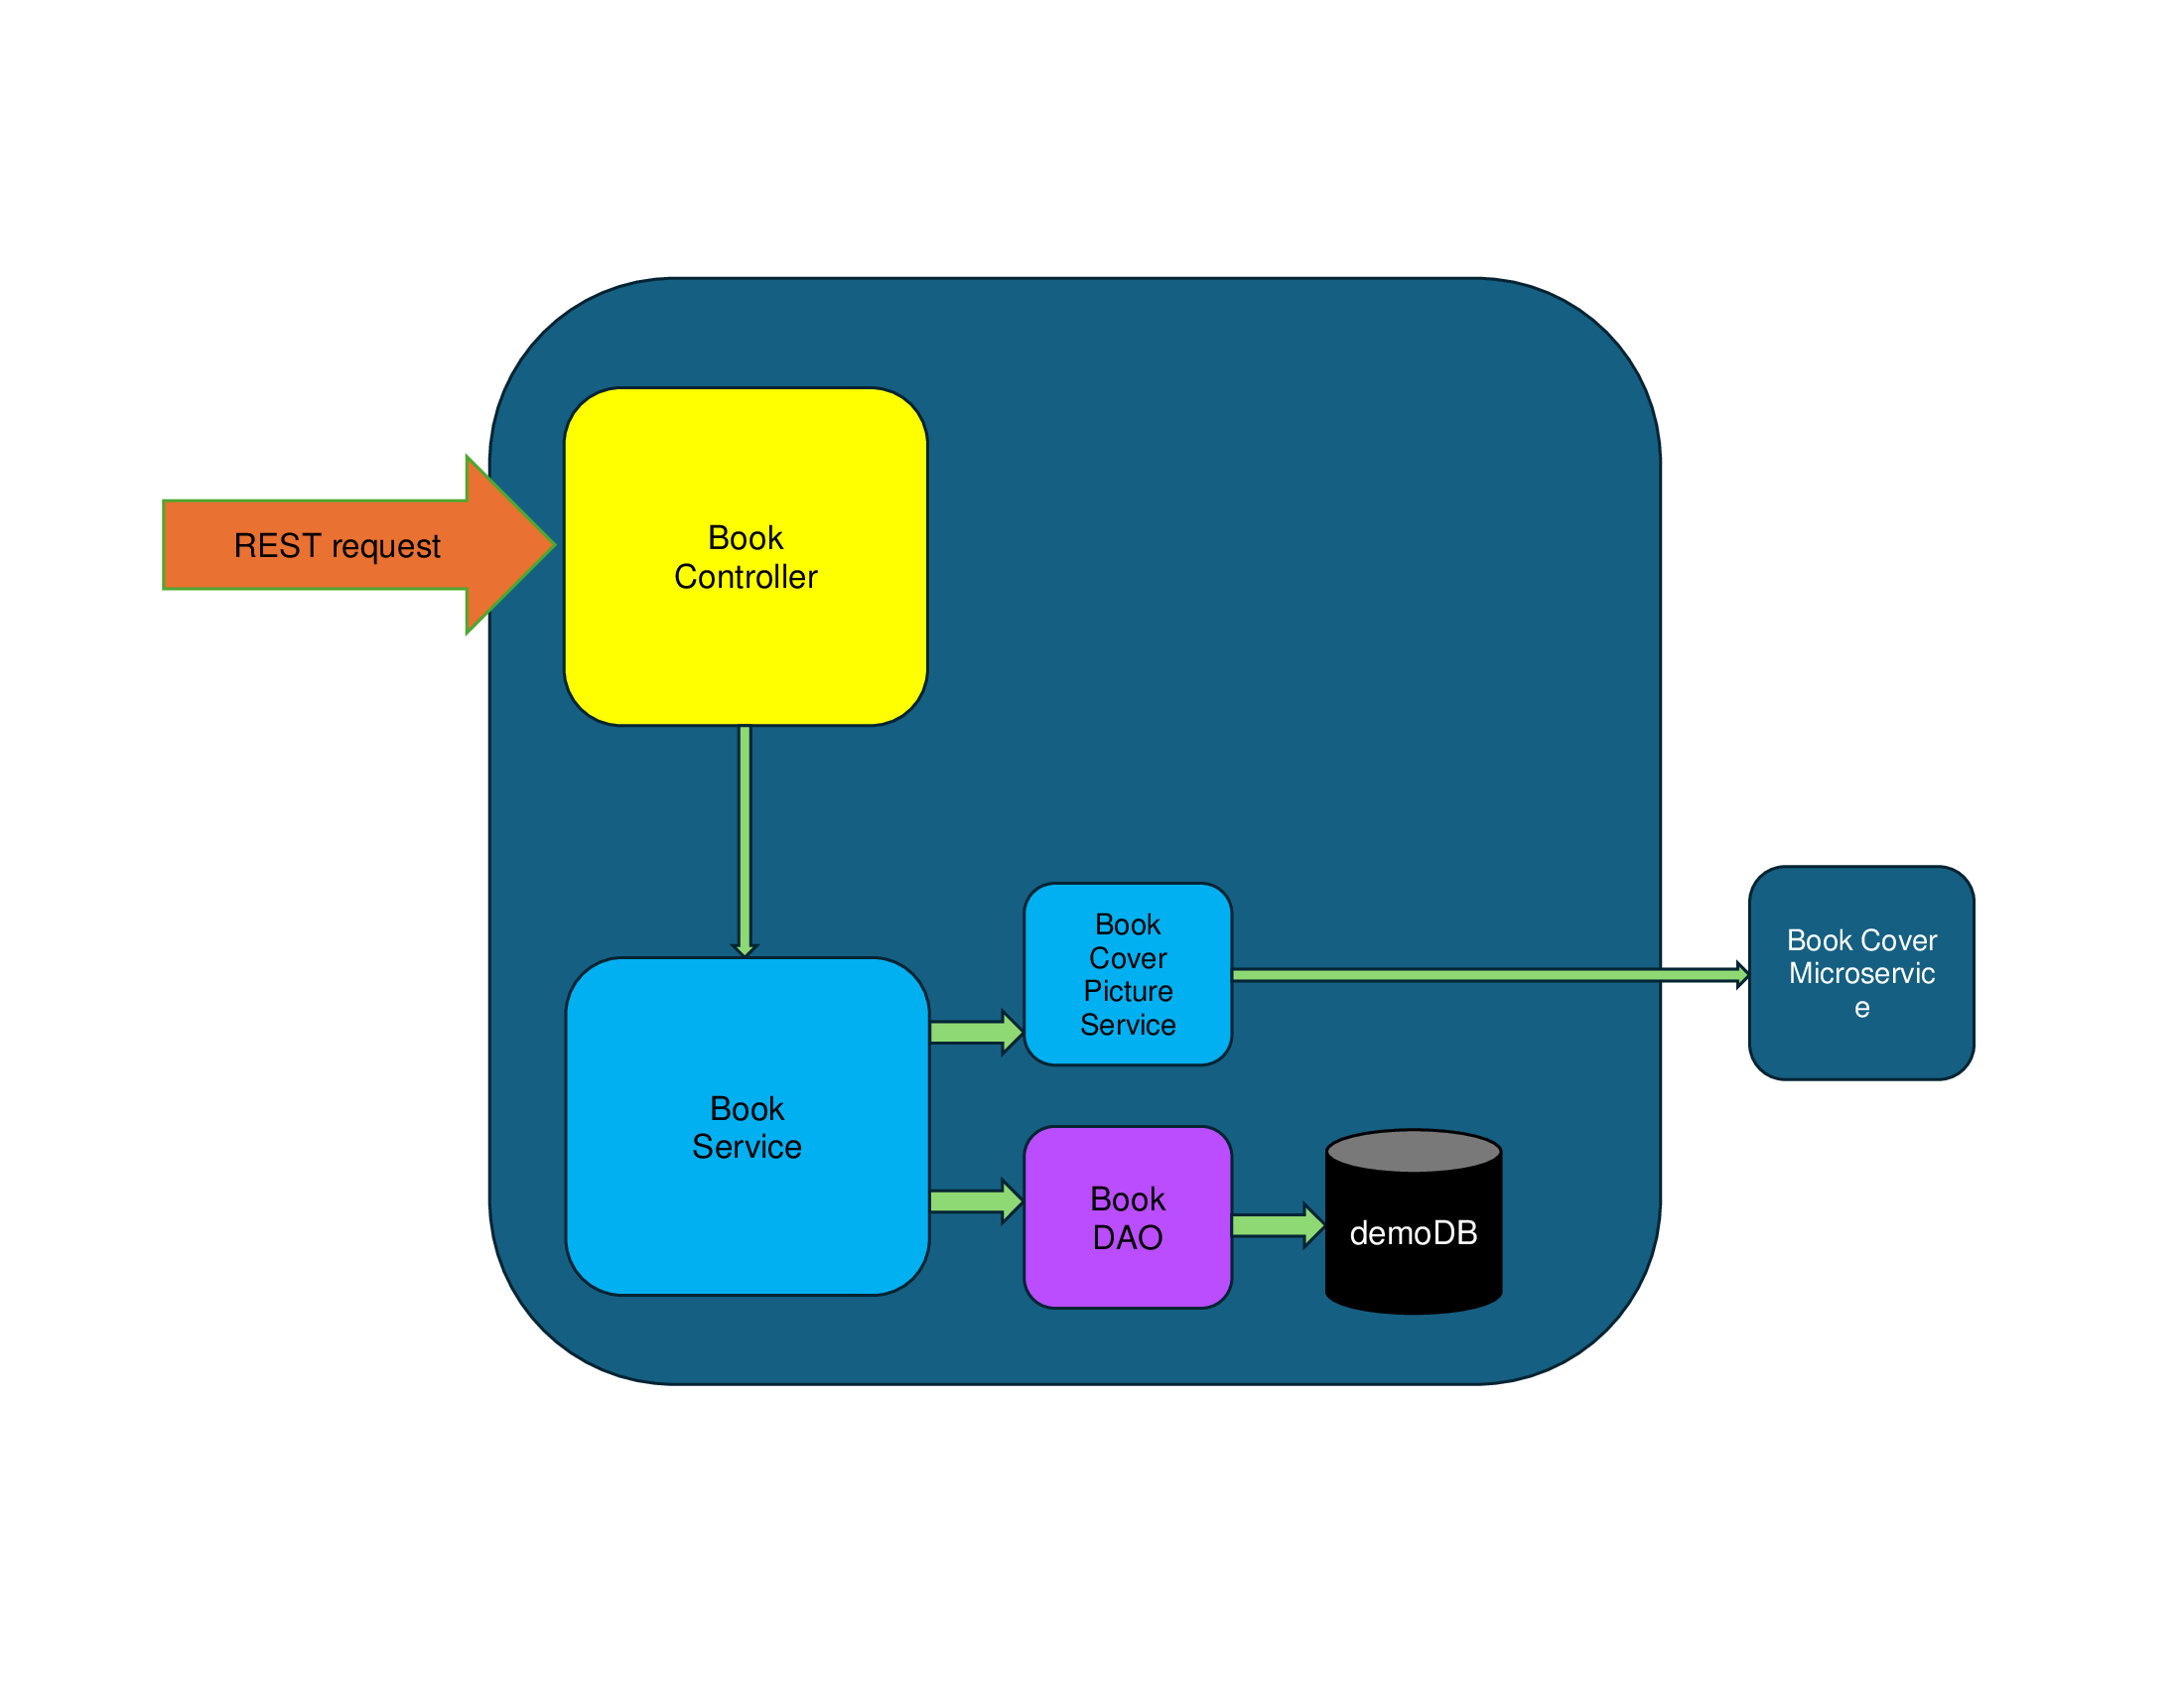 REST request
Book
Controller
Book
Cover
Picture
Service
Book Cover
Microservic
e
Book
Service
Book
DAO
demoDB